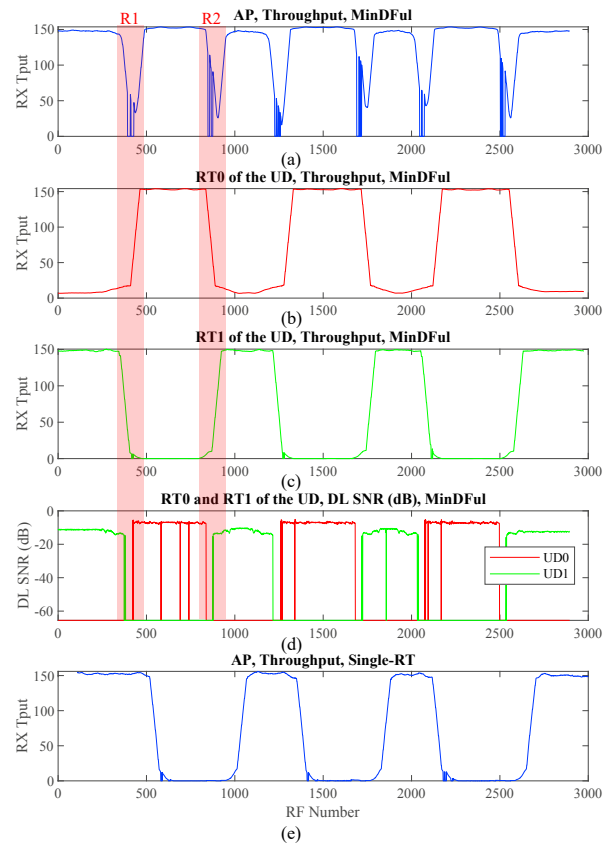 R1 R2
AP, Throughput, MinDFul
RX Tput
150
100
50
0
0 500 1000 1500 2000 2500 3000
(a)
RT0 of the UD, Throughput, MinDFul
RX Tput
150
100
50
0
0 500 1000 1500 2000 2500 3000
(b)
RT1 of the UD, Throughput, MinDFul
RX Tput
150
100
50
0
0 500 1000 1500 2000 2500 3000
(c)
RT0 and RT1 of the UD, DL SNR (dB), MinDFul
DL SNR (dB)
0
-20
-40
-60
UD0
UD1
0 500 1000 1500 2000 2500 3000
(d)
AP, Throughput, Single-RT
RX Tput
150
100
50
0
0 500 1000 1500 2000 2500 3000
RF Number
(e)